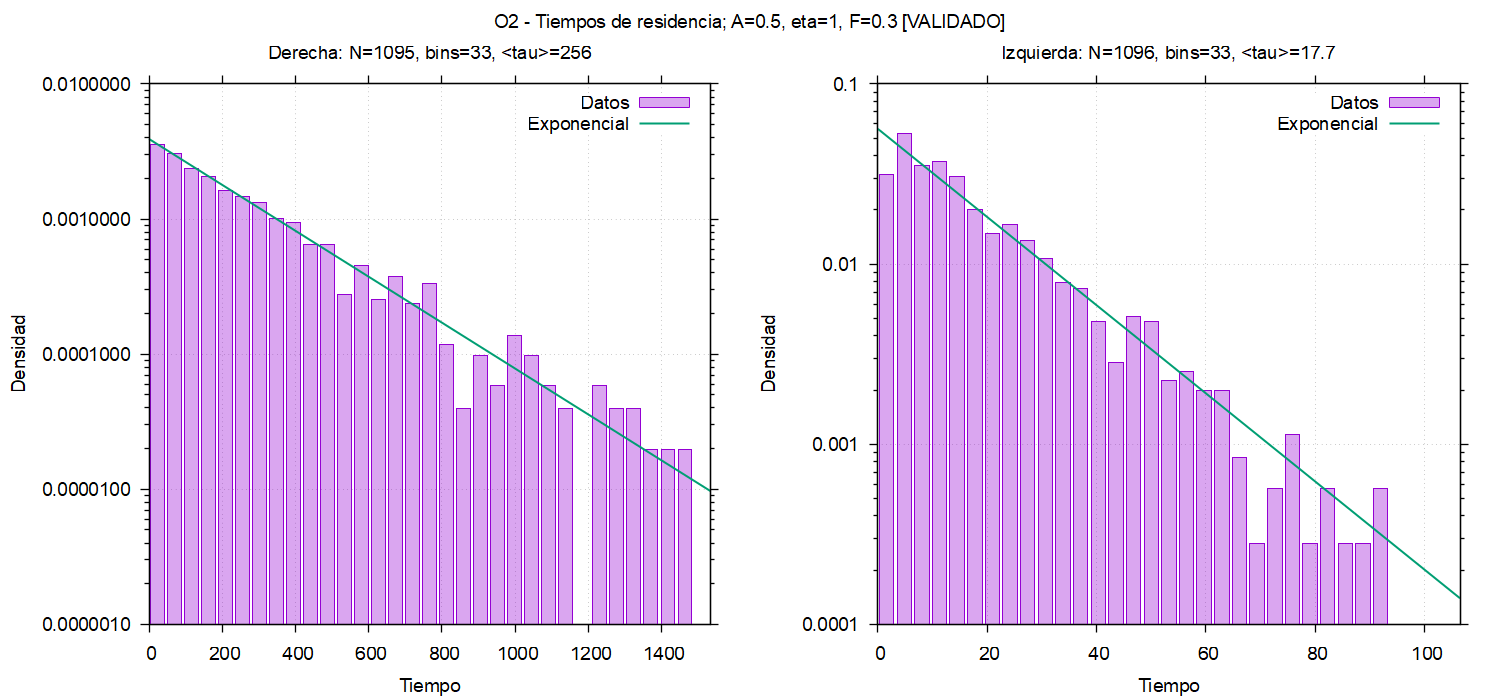 O2 - Tiempos de residencia; A=0.5, eta=1, F=0.3 [VALIDADO]
Derecha: N=1095, bins=33, <tau>=256
Datos
Exponencial
0.0100000
0.0010000
0.0001000
0.0000100
0.0000010
Densidad
0 200 400 600 800 1000 1200 1400
Tiempo
Izquierda: N=1096, bins=33, <tau>=17.7
Datos
Exponencial
0.1
0.01
0.001
0.0001
Densidad
0 20 40 60 80 100
Tiempo